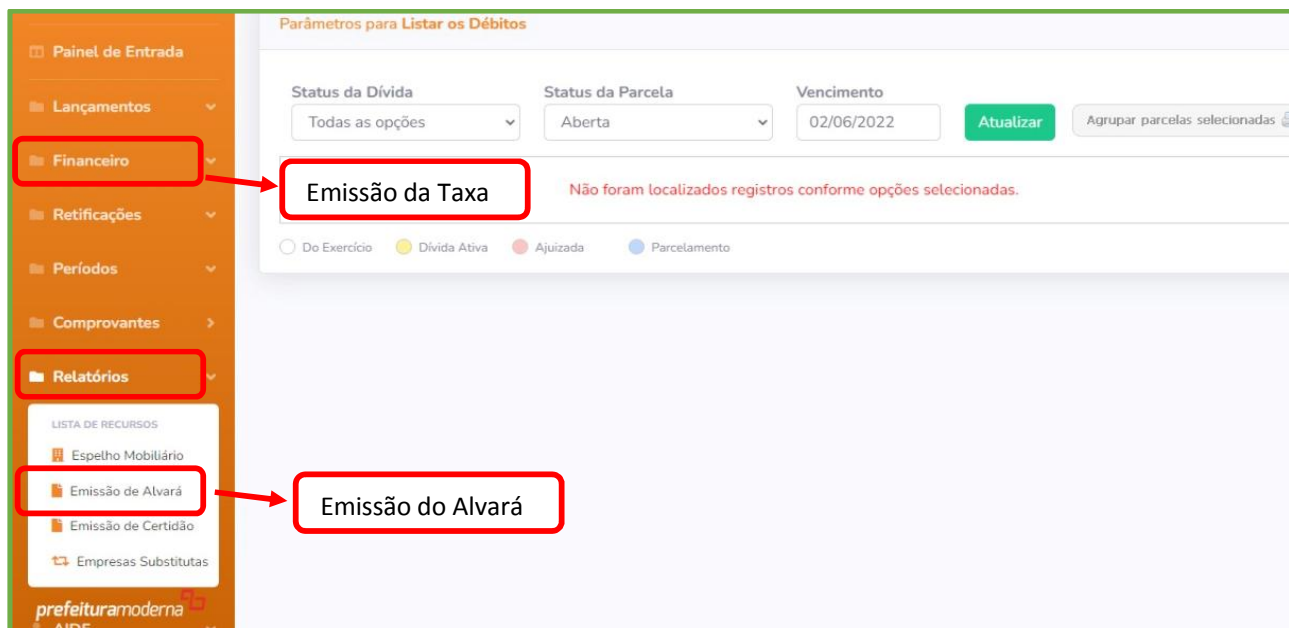 Parâmetros para Listar os Débitos
Painel de Entrada
Lançamentos
Financeiro
Retificações
Períodos
Comprovantes
Relatórios
LISTA DE RECURSOS
Espelho Mobiliário
Emissão de Alvará
Emissão de Certidão
Empresas Substitutas
prefeituramoderna
Status da Dívida
Status da Parcela
Vencimento
Todas as opções
Aberta
02/06/2022
Atualizar
Agrupar parcelas selecionadas
Emissão da Taxa
Não foram localizados registros conforme opções selecionadas.
Do Exercício
Dívida Ativa
Ajuizada
Parcelamento
Emissão do Alvará